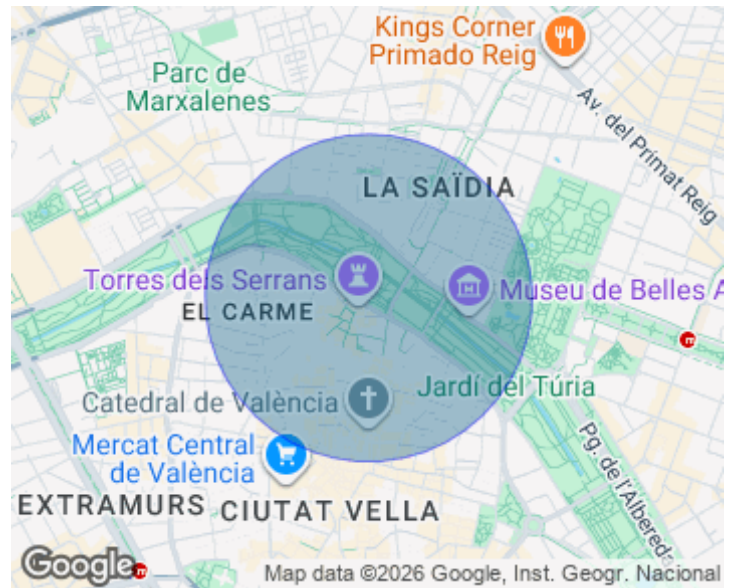 Kings Corner
Primado Reig
Parc de
Marxalenes
Av. del Primat Reig
LA SAÏDIA
Torres dels Serrans
Museu de Belles A
EL CARME
Jardí del Túria
Catedral de València
Mercat Central
de València
Pg. de l'Albereda
EXTRAMURS
CIUTAT VELLA
Google
Map data ©2026 Google, Inst. Geogr. Nacional